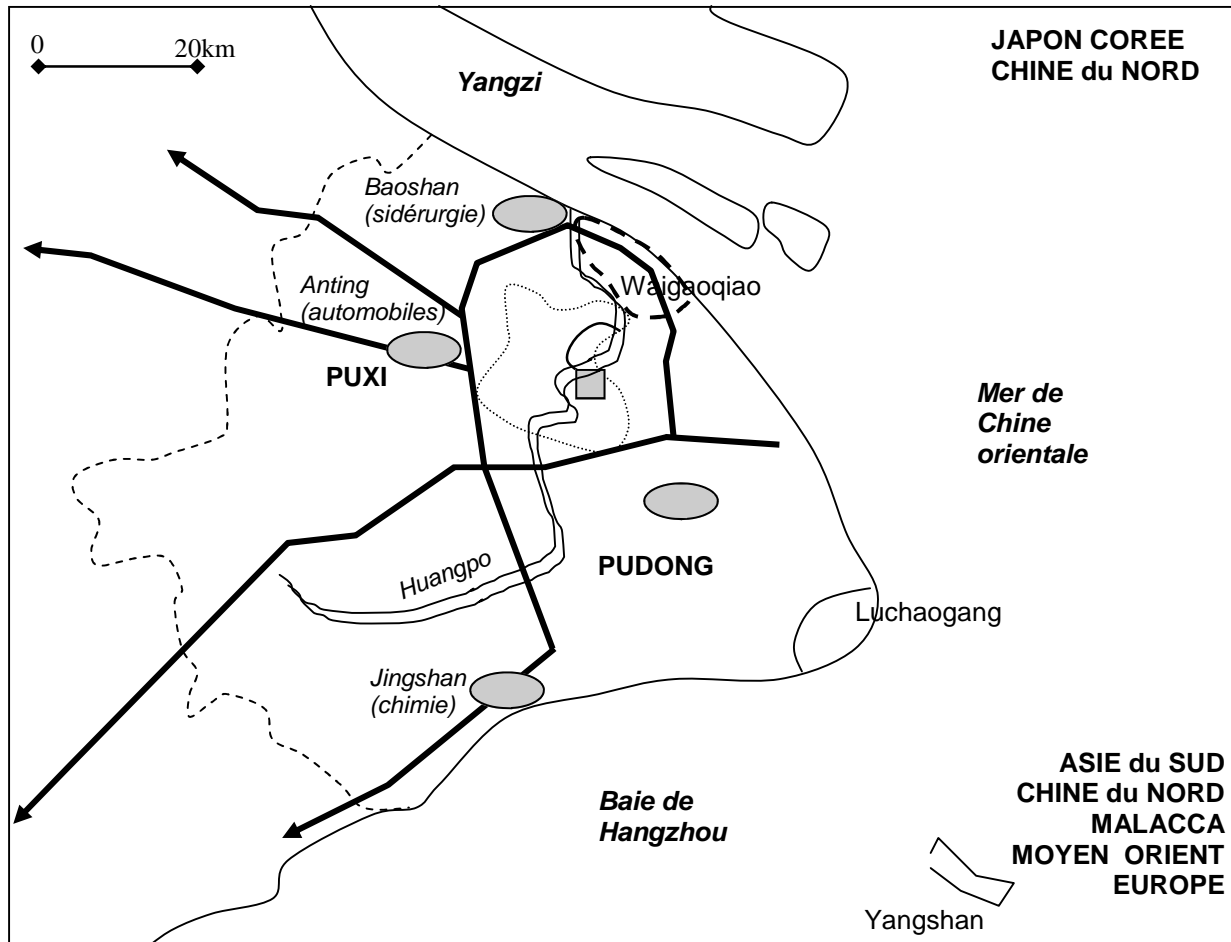 0 20km
JAPON COREE
CHINE du NORD
Yangzi
Baoshan
(sidérurgie)
Waigaoqiao
Anting
(automobiles)
PUXI
Mer de
Chine
orientale
Huangpo
PUDONG
Luchaogang
Jingshan
(chimie)
Baie de
Hangzhou
ASIE du SUD
CHINE du NORD
MALACCA
MOYEN ORIENT
EUROPE
Yangshan